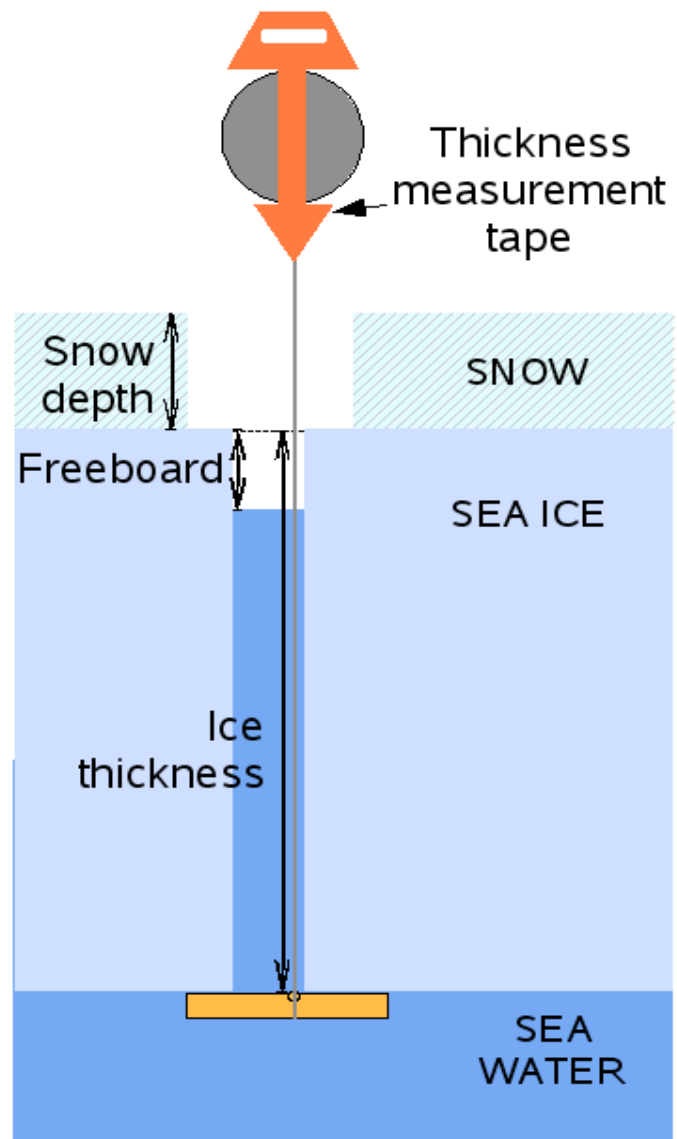 Thickness
measurement
tape
Snow
depth
SNOW
Freeboard
SEA ICE
Ice
thickness
SEA
WATER